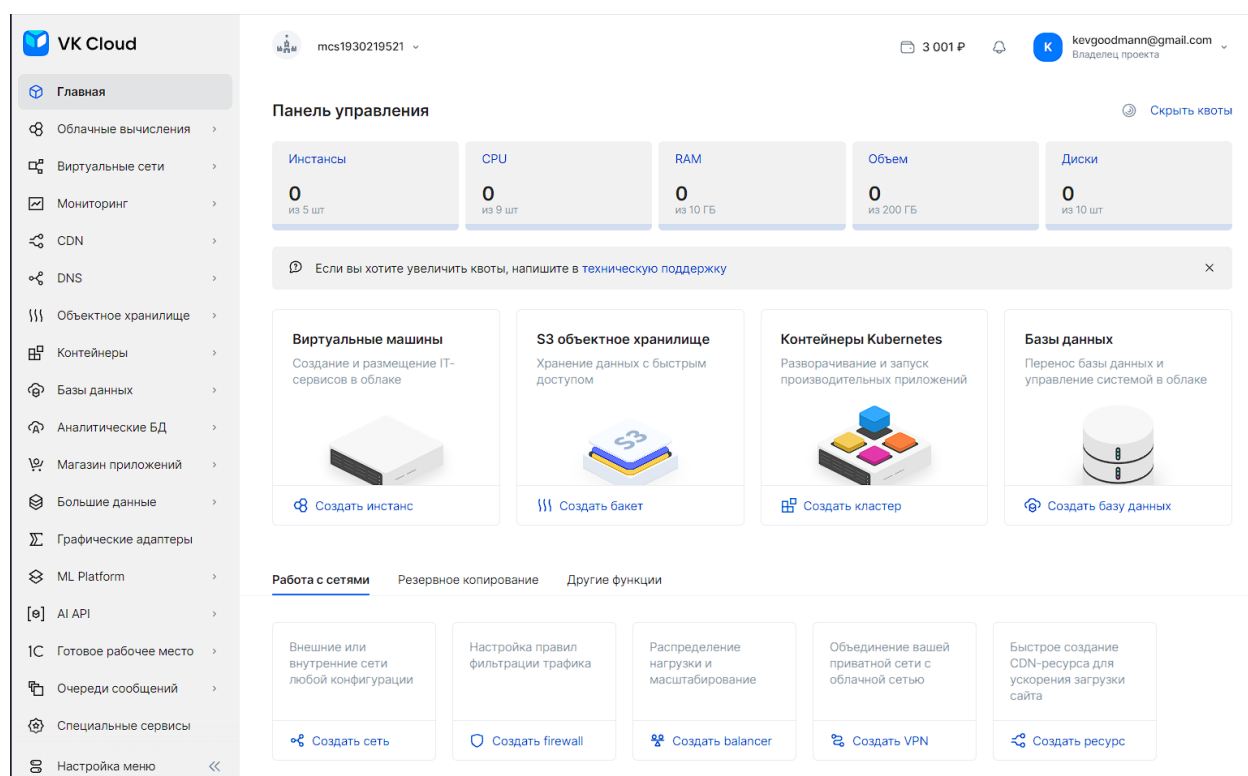 VK Cloud
mcs1930219521
3 001 ₽
K
kevgoodmann@gmail.com
Владелец проекта
Главная
Облачные вычисления
Виртуальные сети
Мониторинг
CDN
DNS
Объектное хранилище
Контейнеры
Базы данных
Аналитические БД
Магазин приложений
Большие данные
Графические адаптеры
ML Platform
AI API
1C Готовое рабочее место
Очереди сообщений
Специальные сервисы
Настройка меню
Панель управления
Скрыть квоты
Инстансы
0
из 5 шт
CPU
0
из 9 шт
RAM
0
из 10 ГБ
Объем
0
из 200 ГБ
Диски
0
из 10 шт
Если вы хотите увеличить квоты, напишите в техническую поддержку
Виртуальные машины
Создание и размещение IT-
сервисов в облаке
Создать инстанс
S3 объектное хранилище
Хранение данных с быстрым
доступом
S3
Создать бакет
Контейнеры Kubernetes
Разворачивание и запуск
производительных приложений
Создать кластер
Базы данных
Перенос базы данных и
управление системой в облаке
Создать базу данных
Работа с сетями
Резервное копирование
Другие функции
Внешние или
внутренние сети
любой конфигурации
Создать сеть
Настройка правил
фильтрации трафика
Создать firewall
Распределение
нагрузки и
масштабирование
Создать balancer
Объединение вашей
приватной сети с
облачной сетью
Создать VPN
Быстрое создание
CDN-ресурса для
ускорения загрузки
сайта
Создать ресурс